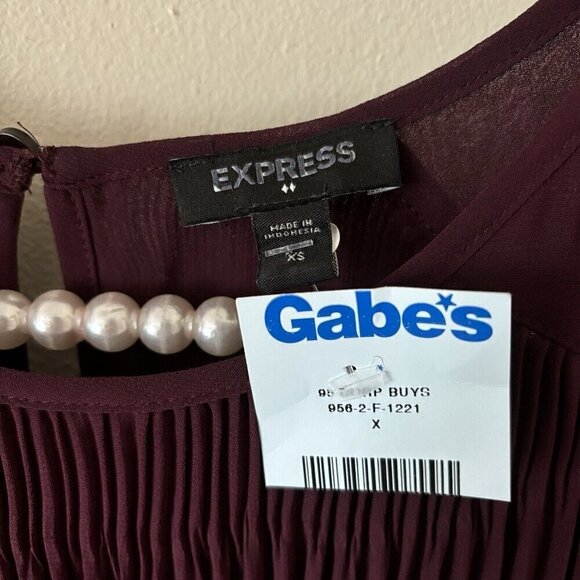 EXPRESS
MADE IN
INDONESIA
XS
Gabe's
BUYS
956-2-F-1221
X